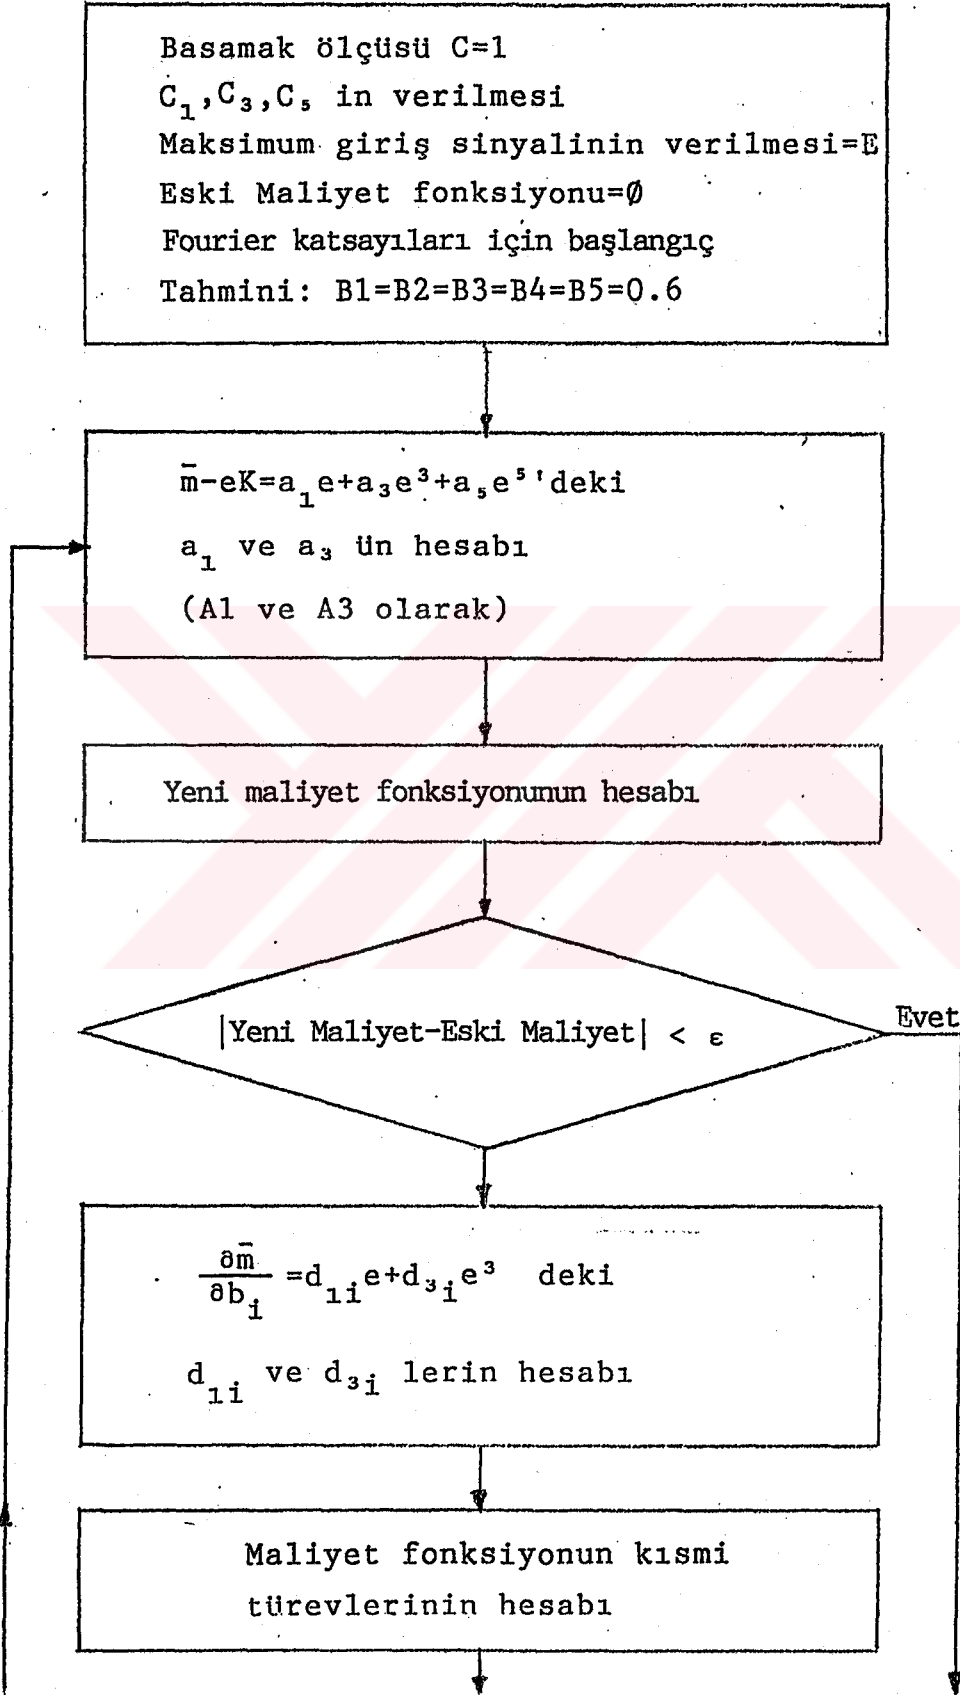 Basamak ölçüsü C=1
C₁,C₃,C₅ in verilmesi
Maksimum giriş sinyalinin verilmesi=E
Eski Maliyet fonksiyonu=Ø
Fourier katsayıları için başlangıç
Tahmini: B1=B2=B3=B4=B5=0.6
m̄-eK=a₁e+a₃e³+a₅e⁵'deki
a₁ ve a₃ ün hesabı
(A1 ve A3 olarak)
Yeni maliyet fonksiyonunun hesabı
|Yeni Maliyet-Eski Maliyet| < ε
Evet
∂m̄/∂bᵢ =d₁ᵢe+d₃ᵢe³ deki
d₁ᵢ ve d₃ᵢ lerin hesabı
Maliyet fonksiyonun kısmi
türevlerinin hesabı